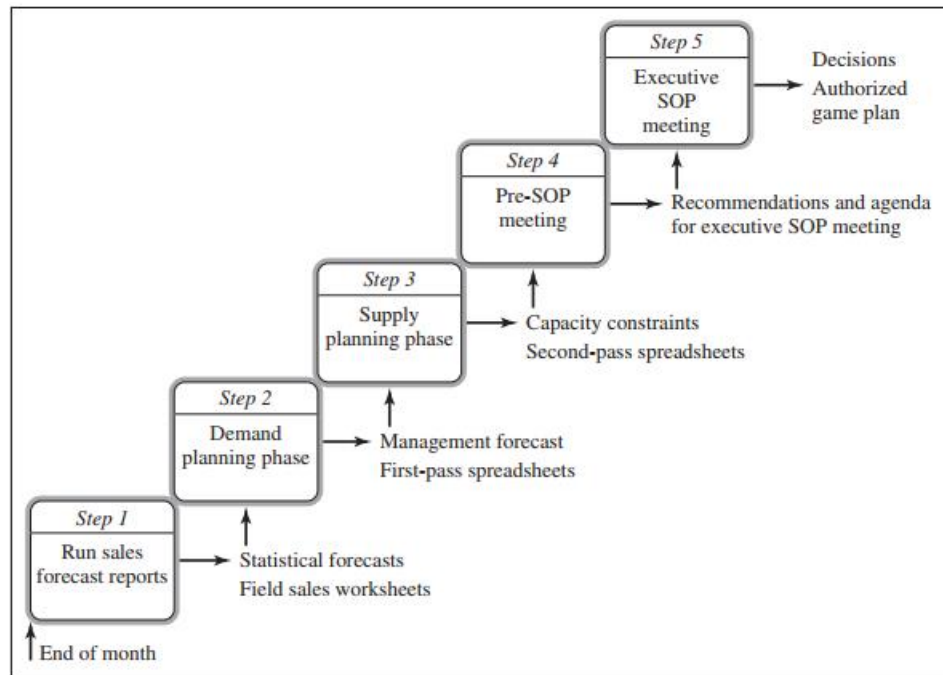 Step 5
Executive
SOP
meeting
Decisions
Authorized
game plan
Step 4
Pre-SOP
meeting
Recommendations and agenda
for executive SOP meeting
Step 3
Supply
planning phase
Capacity constraints
Second-pass spreadsheets
Step 2
Demand
planning phase
Management forecast
First-pass spreadsheets
Step 1
Run sales
forecast reports
Statistical forecasts
Field sales worksheets
End of month